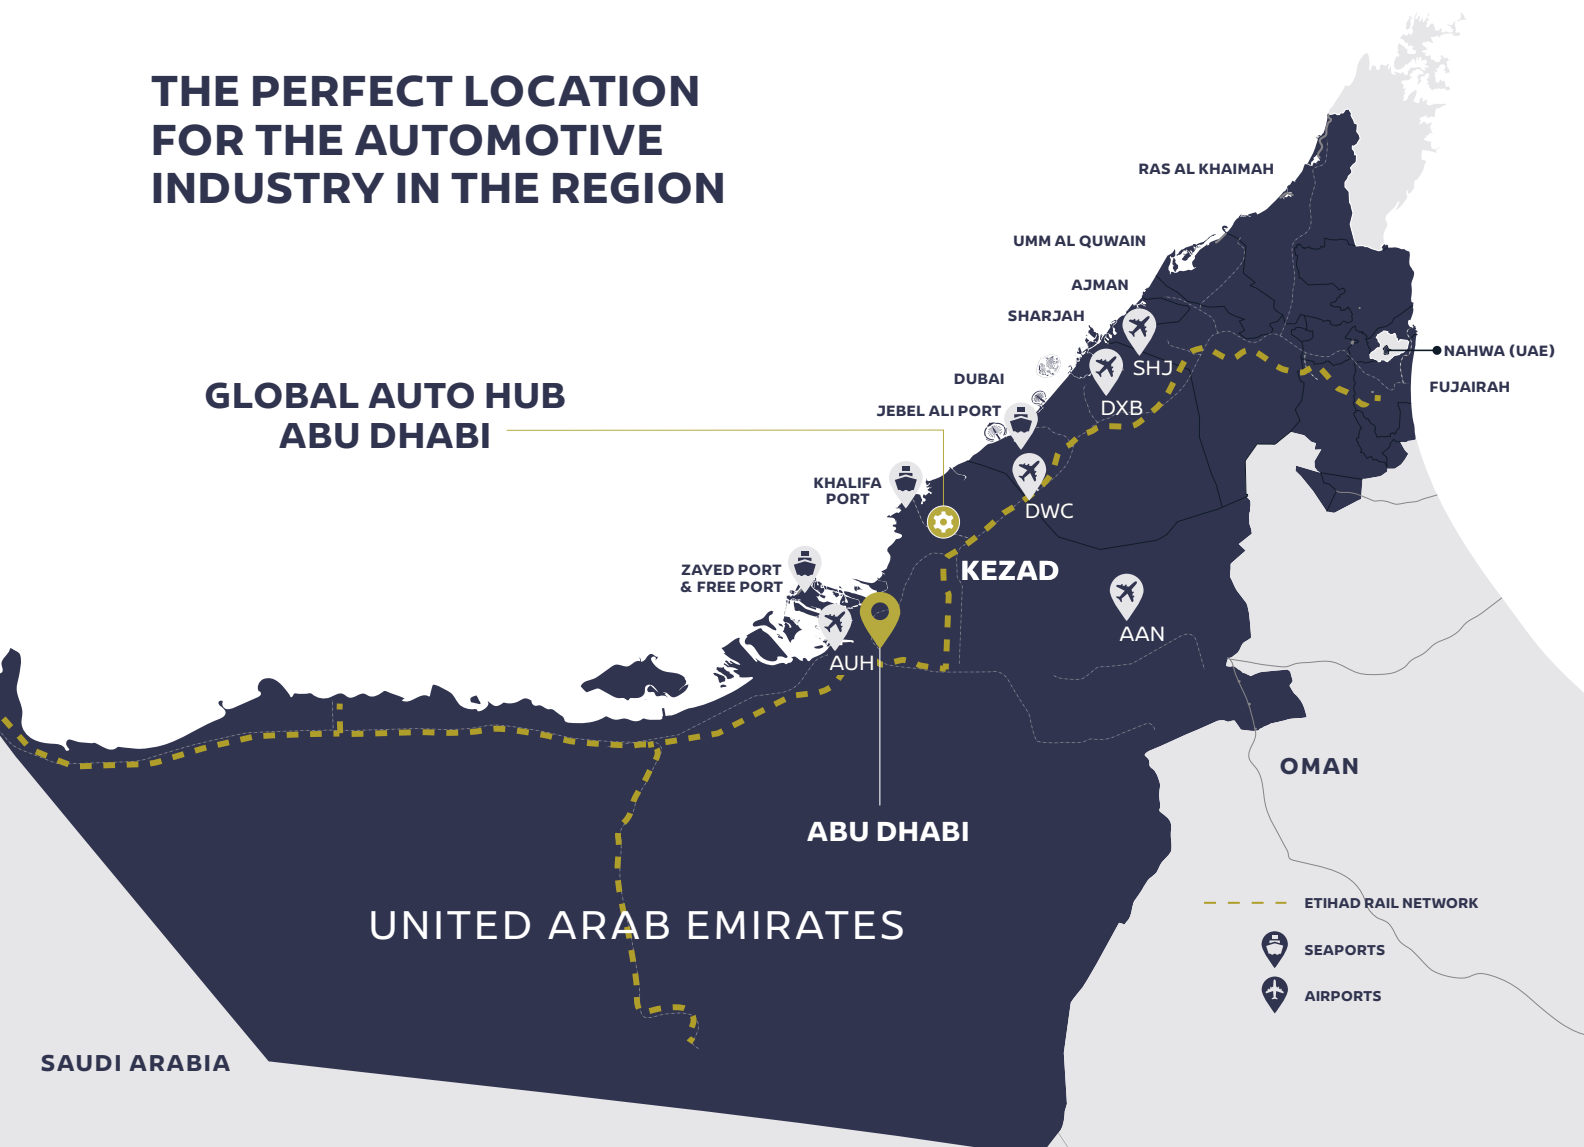 THE PERFECT LOCATION
FOR THE AUTOMOTIVE
INDUSTRY IN THE REGION
RAS AL KHAIMAH
UMM AL QUWAIN
AJMAN
SHARJAH
NAHWA (UAE)
SHJ
DUBAI
FUJAIRAH
GLOBAL AUTO HUB
ABU DHABI
JEBEL ALI PORT
DXB
KHALIFA
PORT
DWC
ZAYED PORT
& FREE PORT
KEZAD
AAN
AUH
OMAN
ABU DHABI
UNITED ARAB EMIRATES
ETIHAD RAIL NETWORK
SEAPORTS
AIRPORTS
SAUDI ARABIA